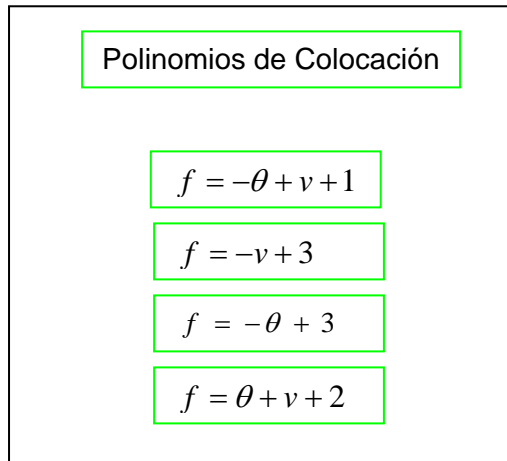 Polinomios de Colocación
f = −θ + v + 1
f = −v + 3
f = −θ + 3
f = θ + v + 2